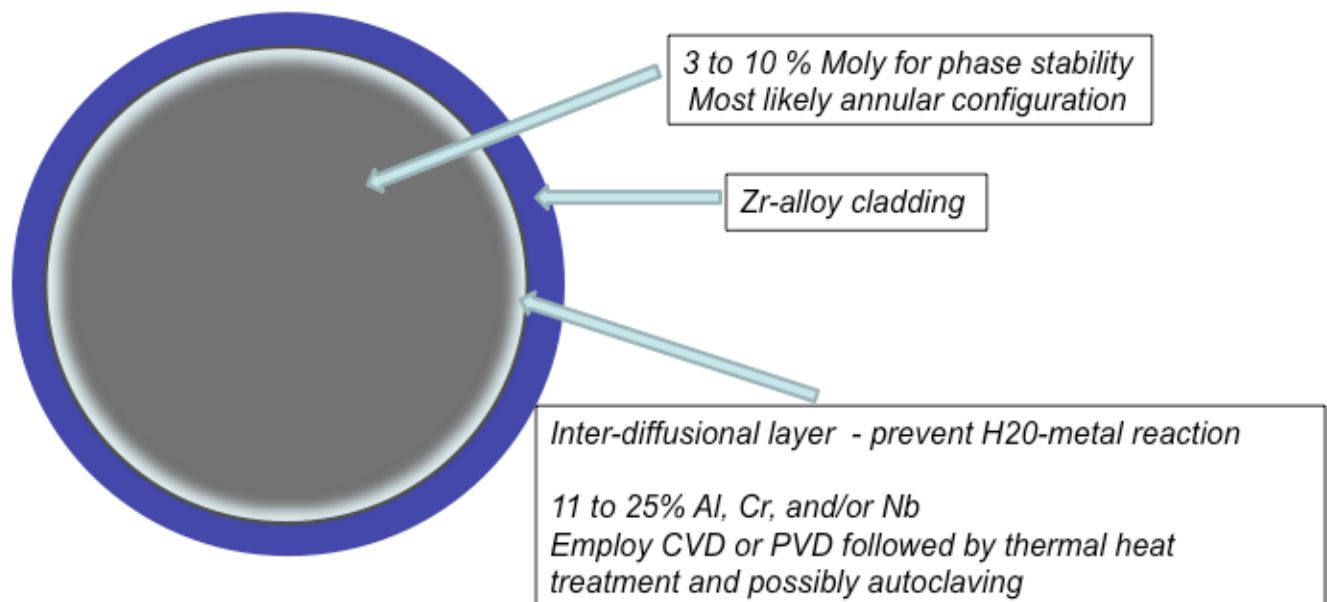 3 to 10 % Moly for phase stability
Most likely annular configuration
Zr-alloy cladding
Inter-diffusional layer - prevent H20-metal reaction
11 to 25% Al, Cr, and/or Nb
Employ CVD or PVD followed by thermal heat
treatment and possibly autoclaving